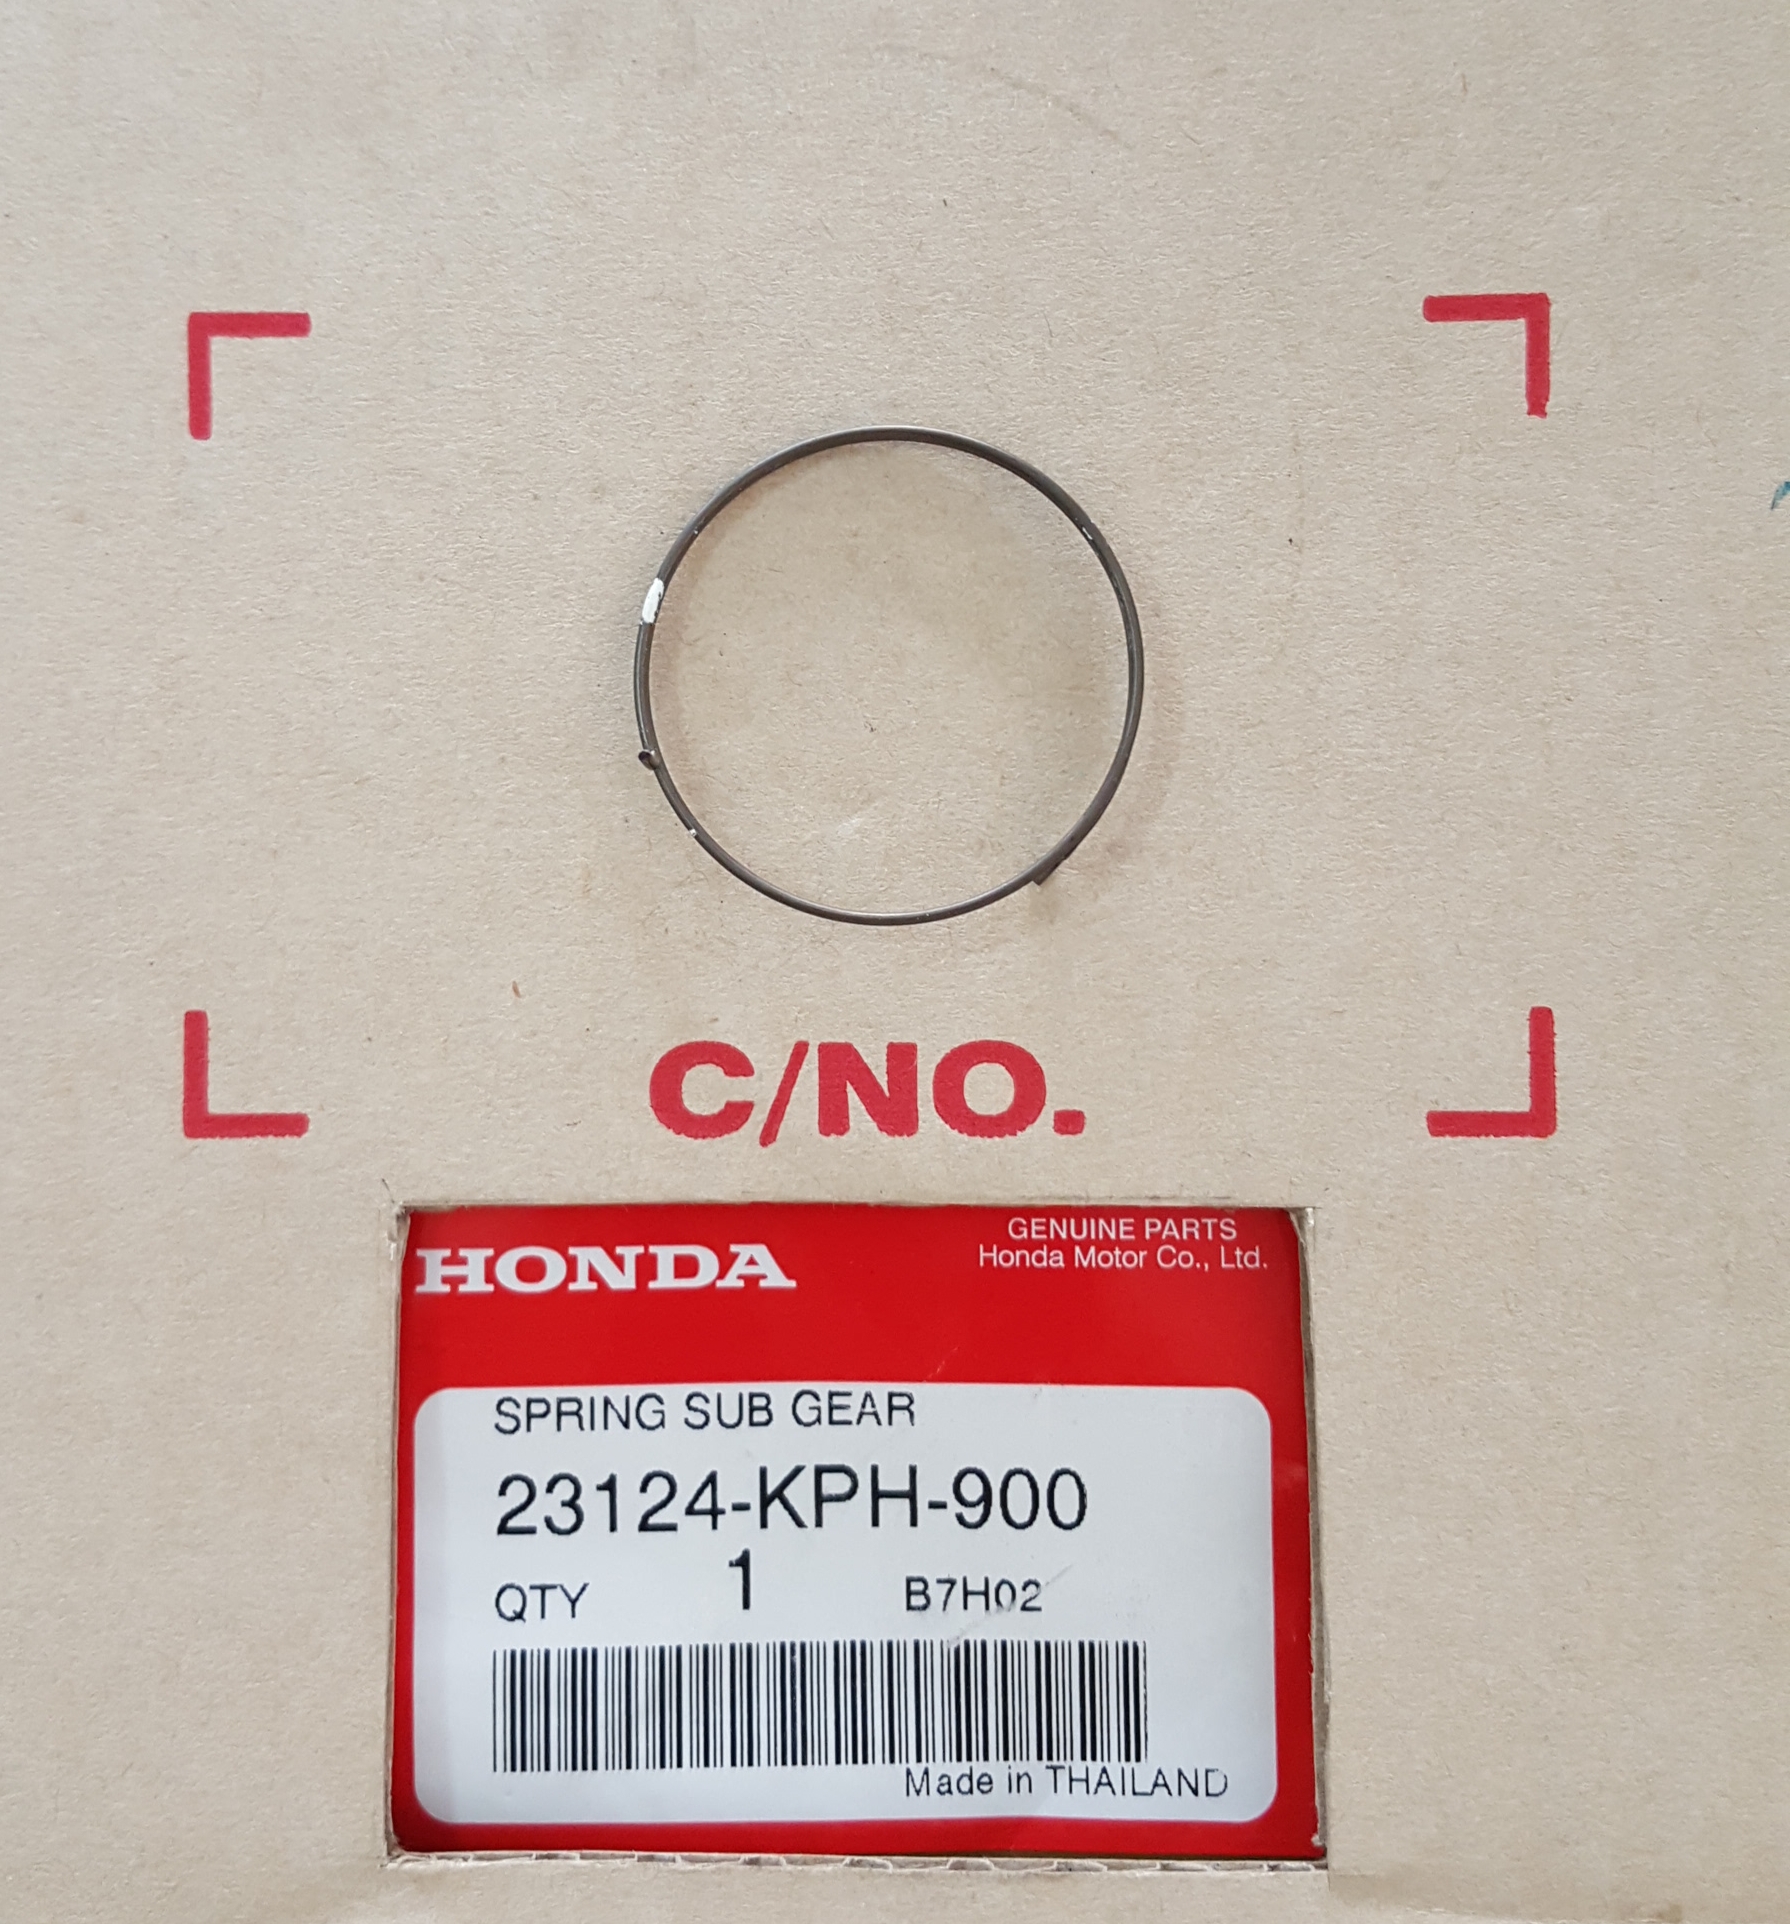 C/NO.
HONDA
GENUINE PARTS
Honda Motor Co., Ltd.
SPRING SUB GEAR
23124-KPH-900
QTY 1 B7H02
Made in THAILAND